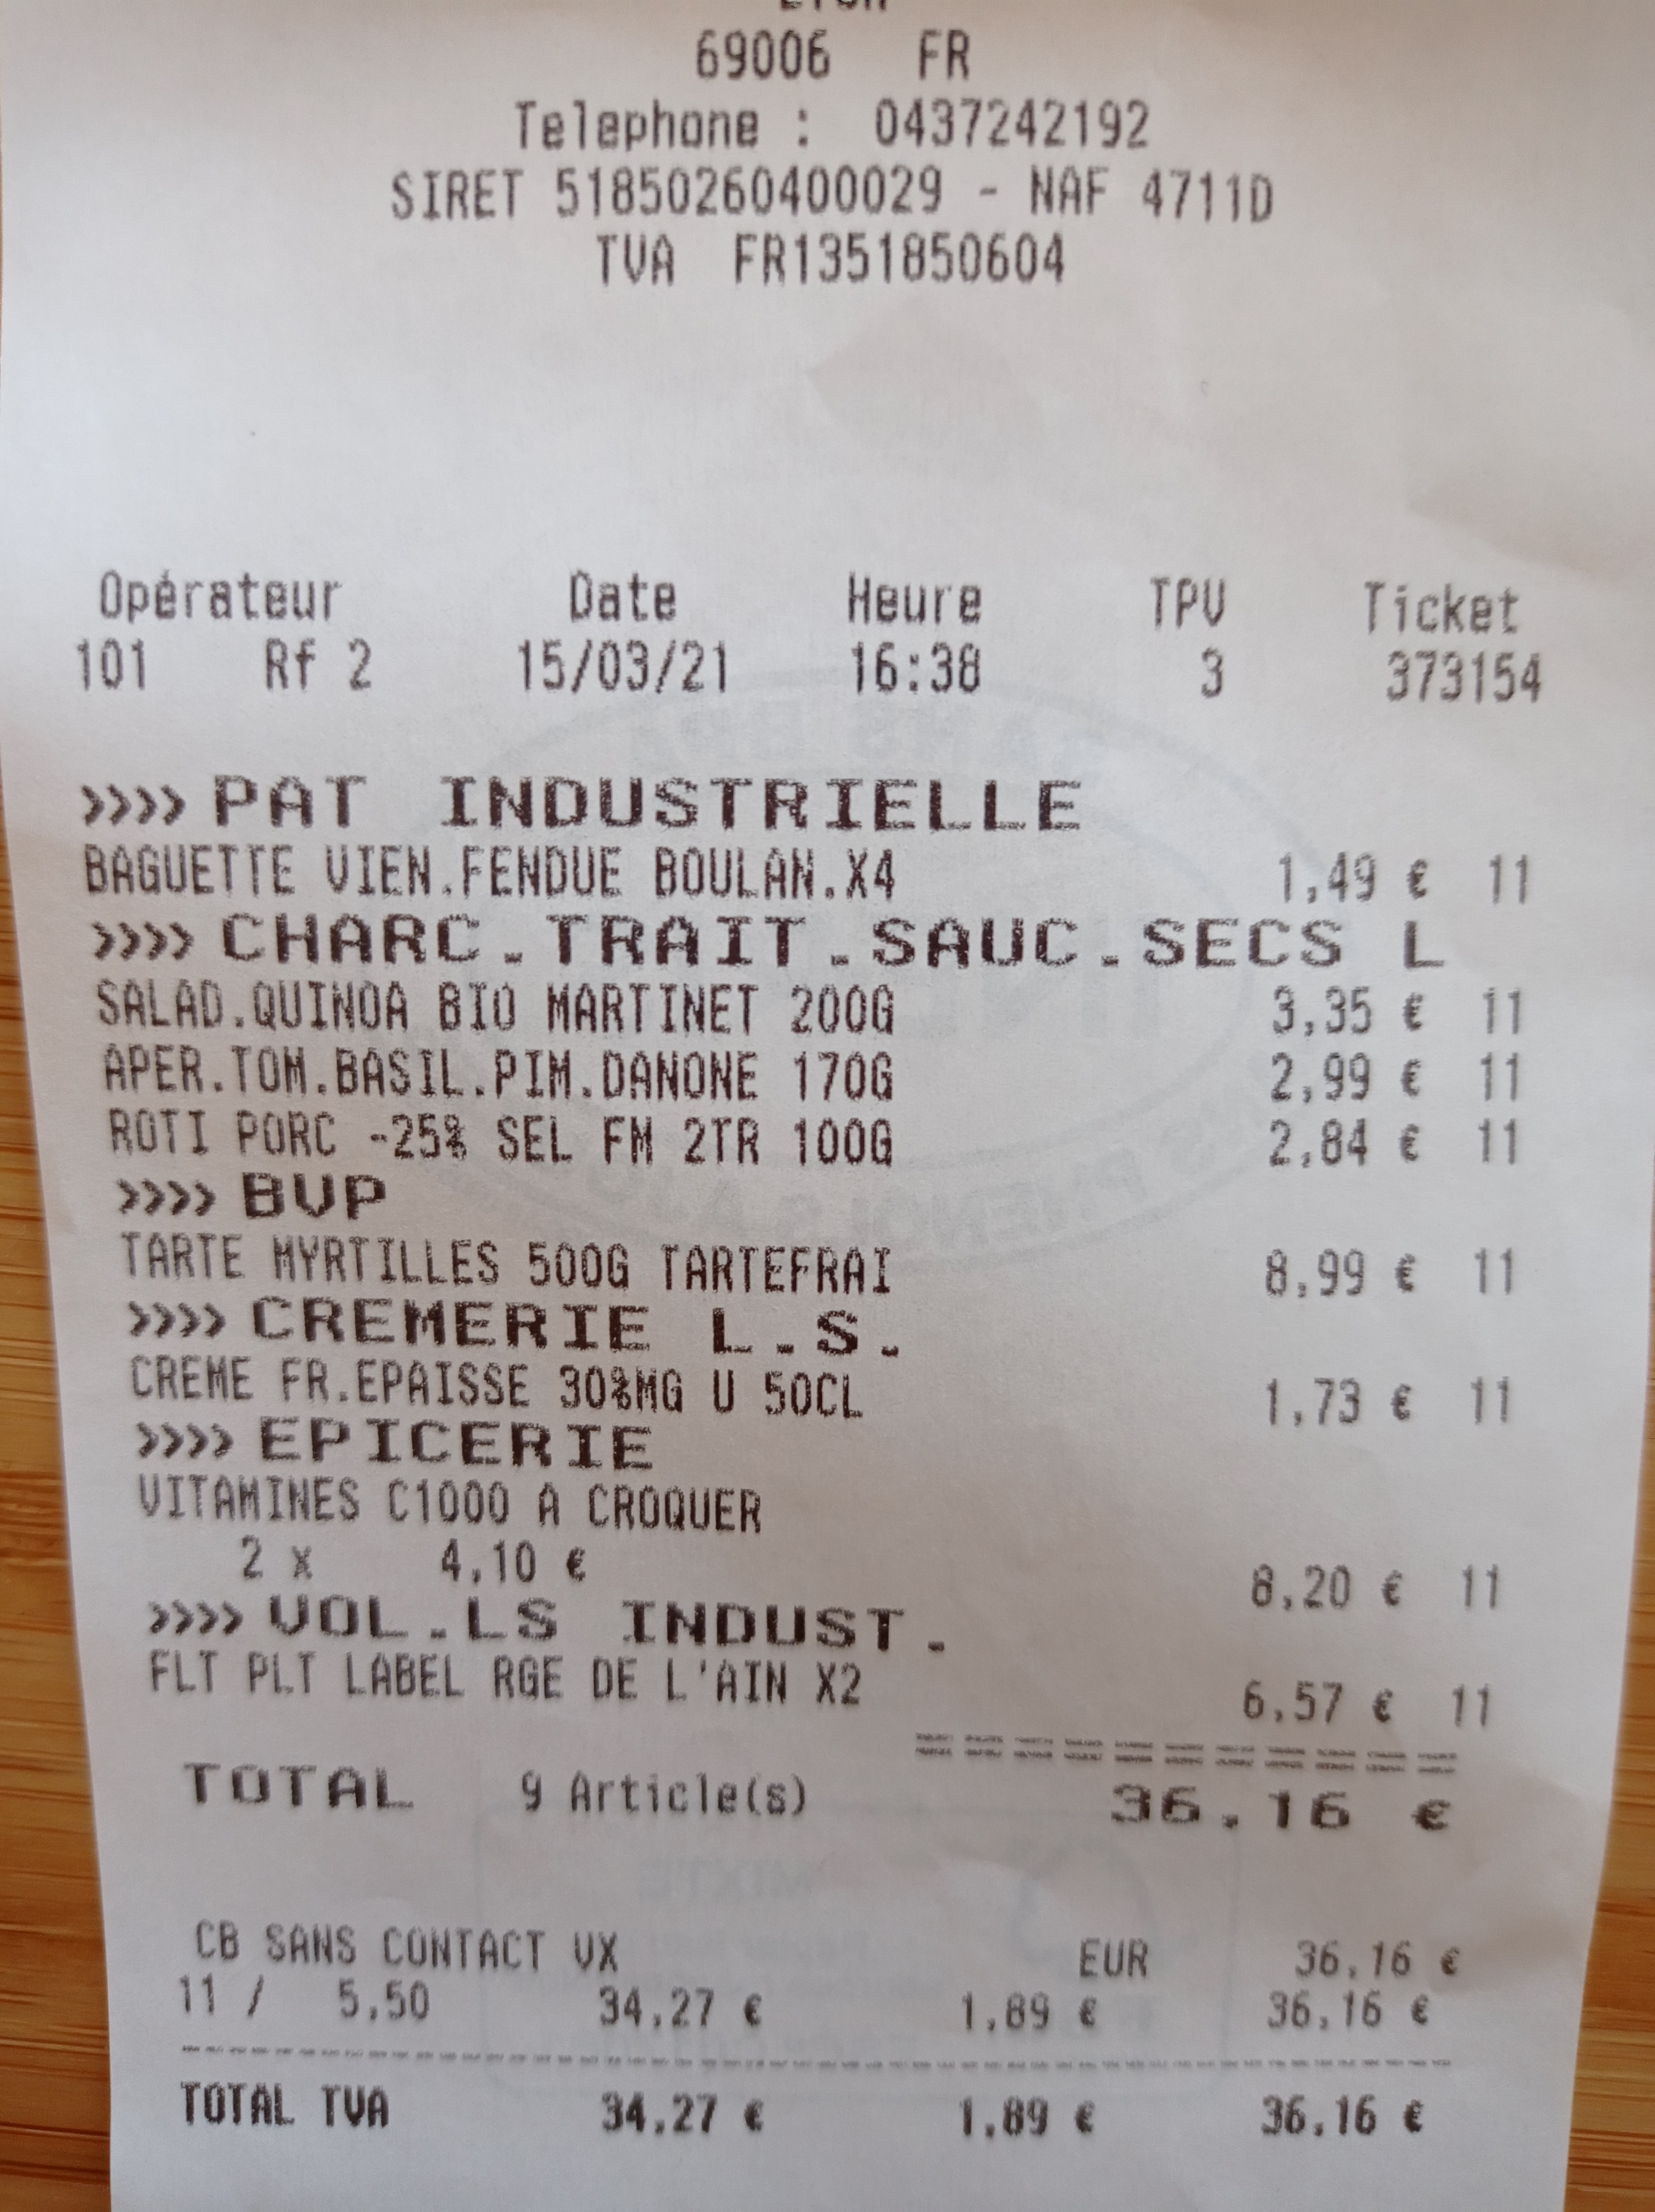 69006 FR
Telephone : 0437242192
SIRET 51850260400029 - NAF 4711D
TVA FR1351850604
Opérateur Date Heure TPV Ticket
101 Rf 2 15/03/21 16:38 3 373154
»»PAT INDUSTRIELLE
BAGUETTE VIEN.FENDUE BOULAN.X4 1,49 € 11
»»CHARC.TRAIT.SAUC.SECS L
SALAD.QUINOA BIO MARTINET 200G 3,35 € 11
APER.TOM.BASIL.PIM.DANONE 170G 2,99 € 11
ROTI PORC -25% SEL FM 2TR 100G 2,84 € 11
»»BVP
TARTE MYRTILLES 500G TARTEFRAI 8,99 € 11
»»CREMERIE L.S.
CREME FR.EPAISSE 30%MG U 50CL 1,73 € 11
»»EPICERIE
VITAMINES C1000 A CROQUER
2 x 4,10 € 8,20 € 11
»»VOL.LS INDUST.
FLT PLT LABEL RGE DE L'AIN X2 6,57 € 11
===========
TOTAL 9 Article(s) 36.16 €
CB SANS CONTACT VX EUR 36,16 €
11 / 5,50 34,27 € 1,89 € 36,16 €
TOTAL TVA 34,27 € 1,89 € 36,16 €